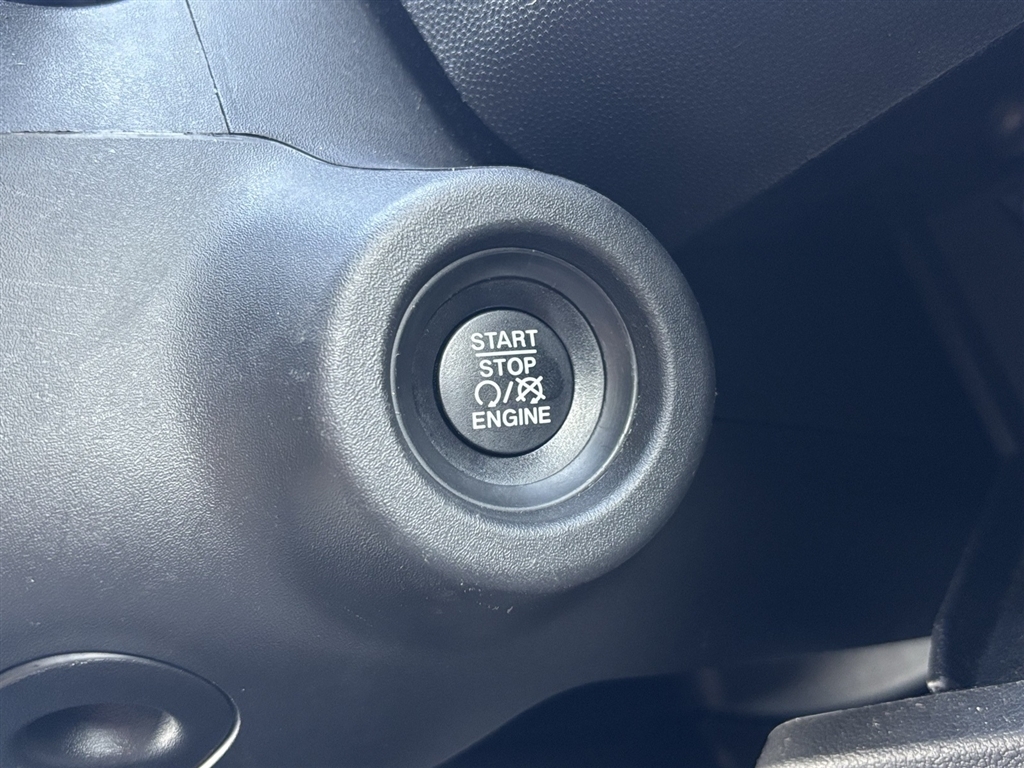 START
STOP
/
ENGINE